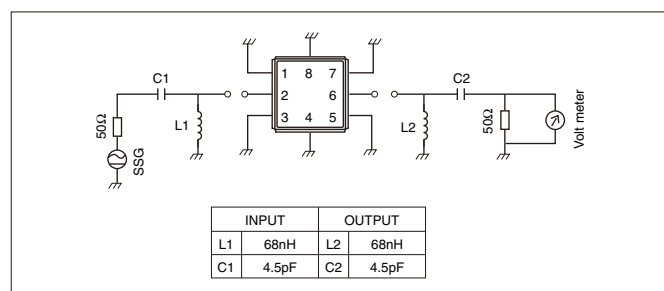 1 8 7
C1 2 6 C2
3 4 5
50Ω L1 L2 50Ω Volt meter
SSG
INPUT OUTPUT
L1 68nH L2 68nH
C1 4.5pF C2 4.5pF